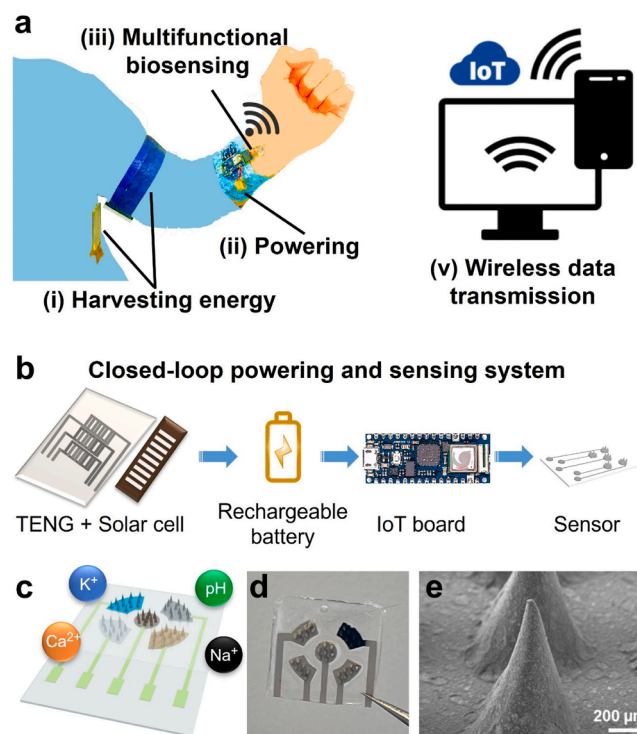 a
(iii) Multifunctional
biosensing
(ii) Powering
(i) Harvesting energy
IoT
(v) Wireless data
transmission
b
Closed-loop powering and sensing system
TENG + Solar cell
Rechargeable
battery
IoT board
Sensor
c
K+
pH
Ca2+
Na+
d
e
200 µm